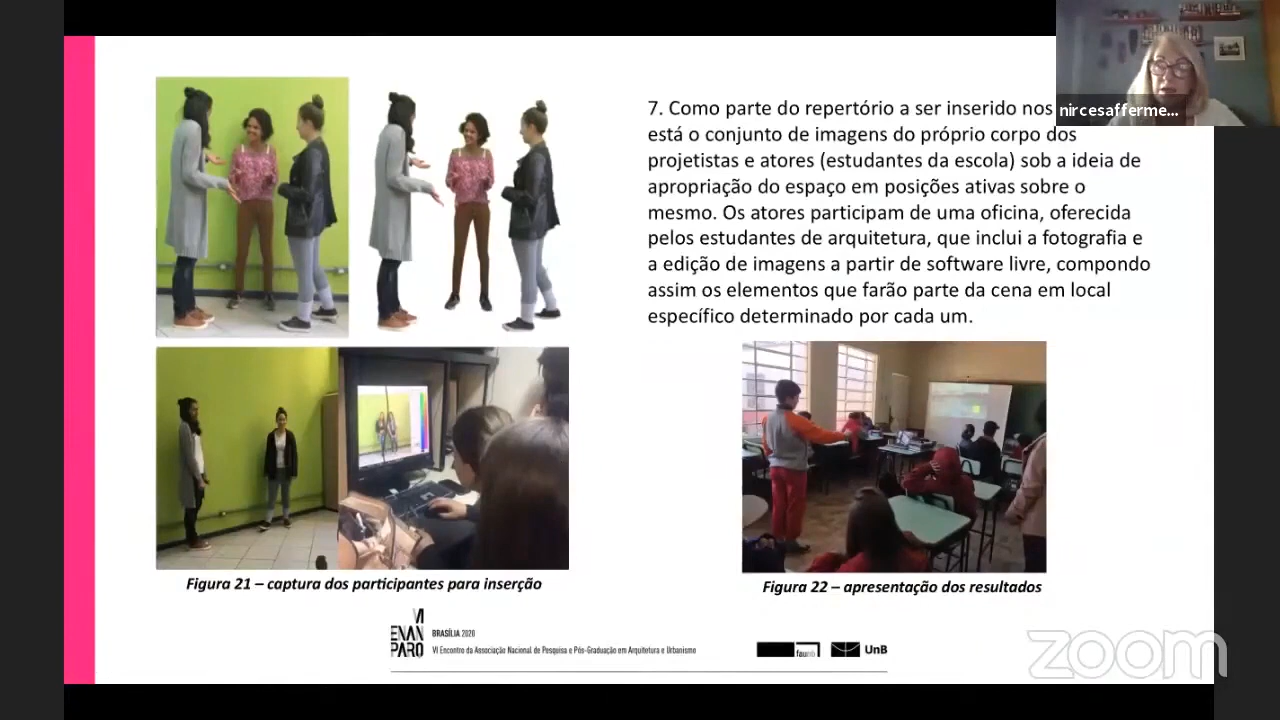 nircesafferme...
7. Como parte do repertório a ser inserido nos
está o conjunto de imagens do próprio corpo dos
projetistas e atores (estudantes da escola) sob a ideia de
apropriação do espaço em posições ativas sobre o
mesmo. Os atores participam de uma oficina, oferecida
pelos estudantes de arquitetura, que inclui a fotografia e
a edição de imagens a partir de software livre, compondo
assim os elementos que farão parte da cena em local
específico determinado por cada um.
Figura 21 – captura dos participantes para inserção
Figura 22 – apresentação dos resultados
VI
ENAN
PARQ
BRASÍLIA 2020
VI Encontro da Associação Nacional de Pesquisa e Pós-Graduação em Arquitetura e Urbanismo
fauunb
UnB
zoom